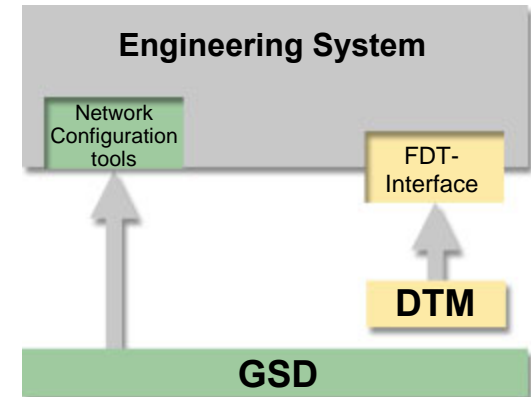 Engineering System
Network
Configuration
tools
FDT-
Interface
DTM
GSD